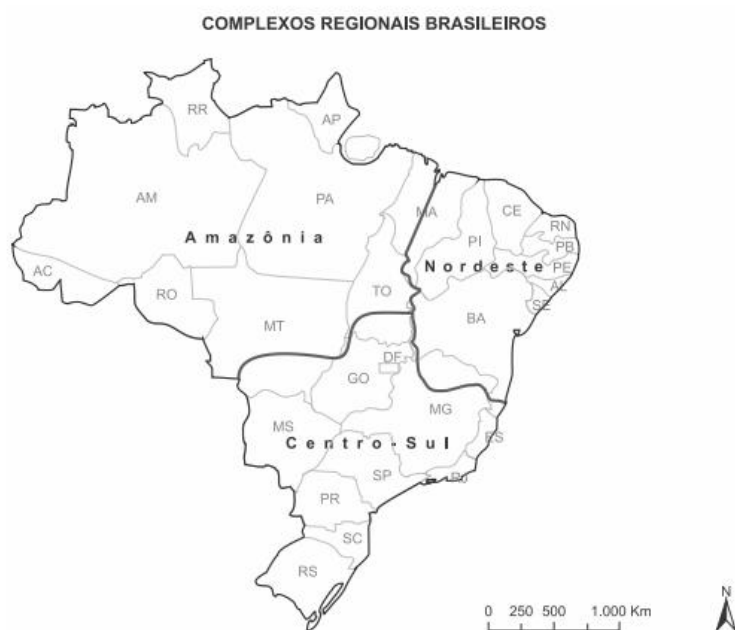 COMPLEXOS REGIONAIS BRASILEIROS
RR
AP
AM
PA
MA
CE
RN
PB
PI
PE
AL
SE
Amazônia
Nordeste
AC
RO
TO
BA
MT
DF
GO
MG
MS
ES
Centro-Sul
SP
RJ
PR
SC
RS
N
0 250 500 1.000 Km